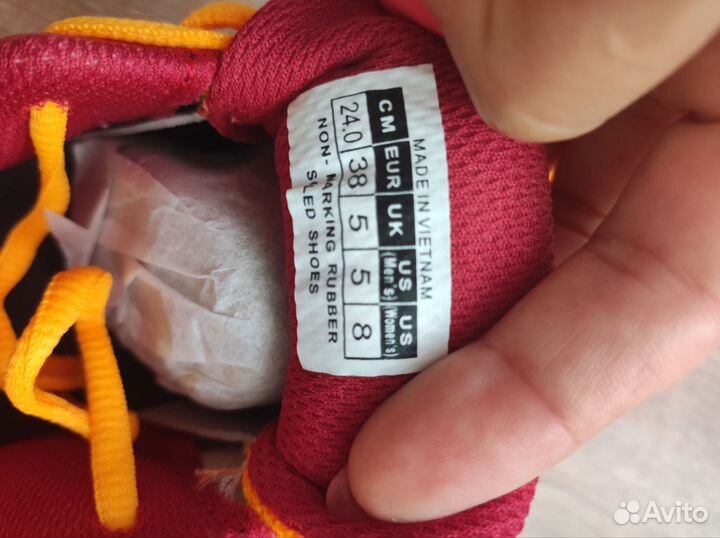 MADE IN VIETNAM
CM EUR UK US (Men's) US (Women's)
24.0 38 5 5 8
NON- MARKING RUBBER
SOLED SHOES
Avito